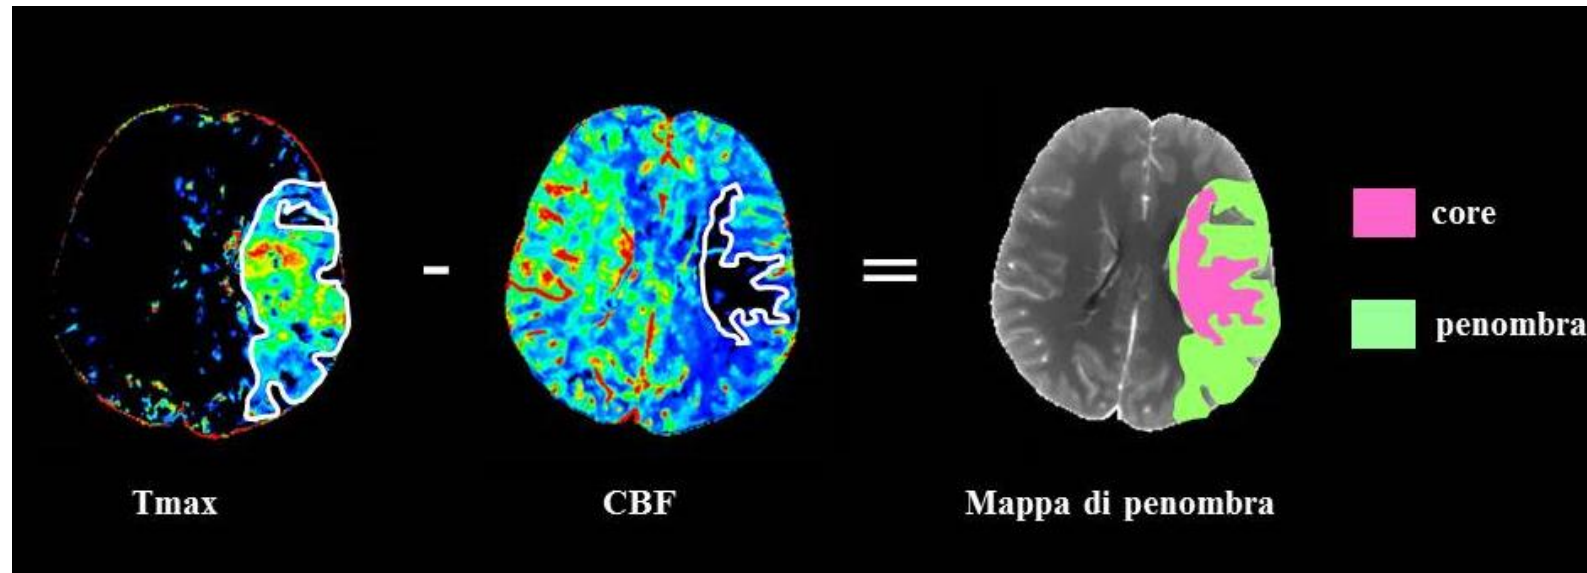 core
penombra
Tmax
-
CBF
=
Mappa di penombra